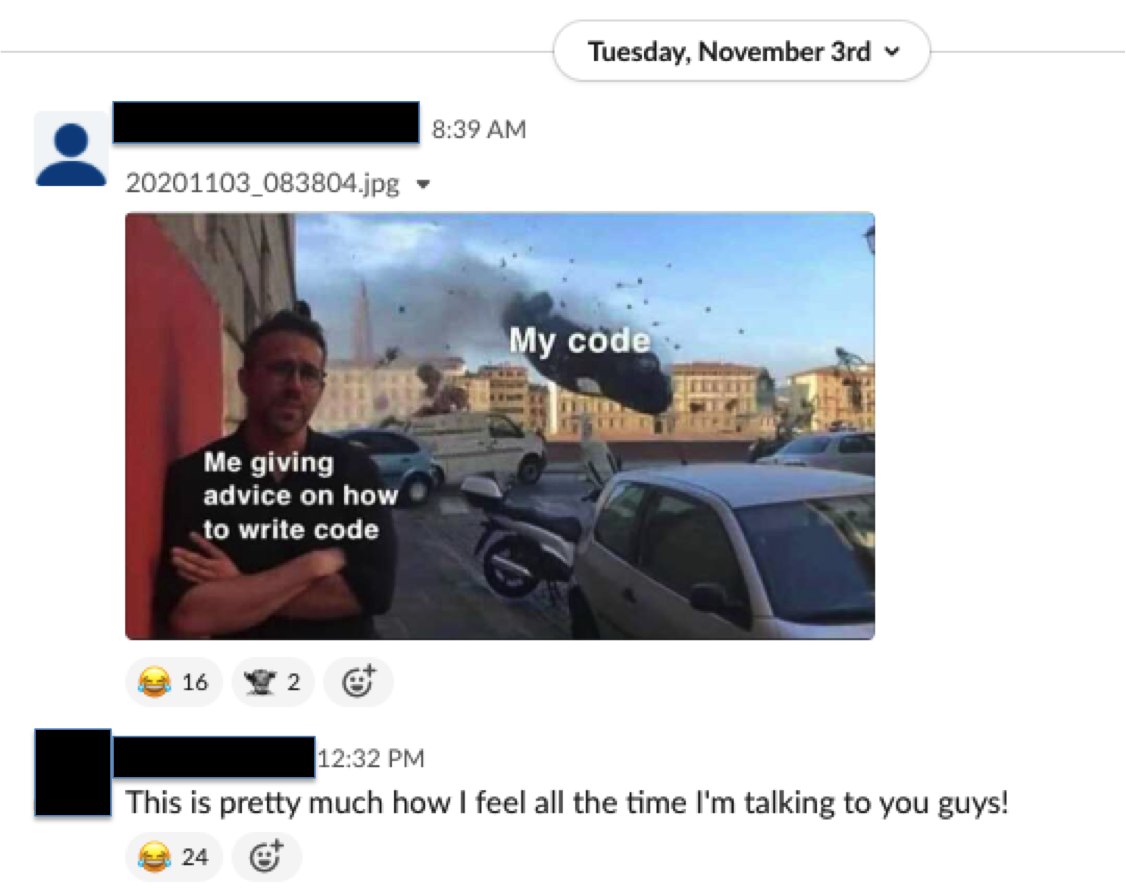 Tuesday, November 3rd
8:39 AM
20201103_083804.jpg
My code
Me giving
advice on how
to write code
16
2
12:32 PM
This is pretty much how I feel all the time I'm talking to you guys!
24